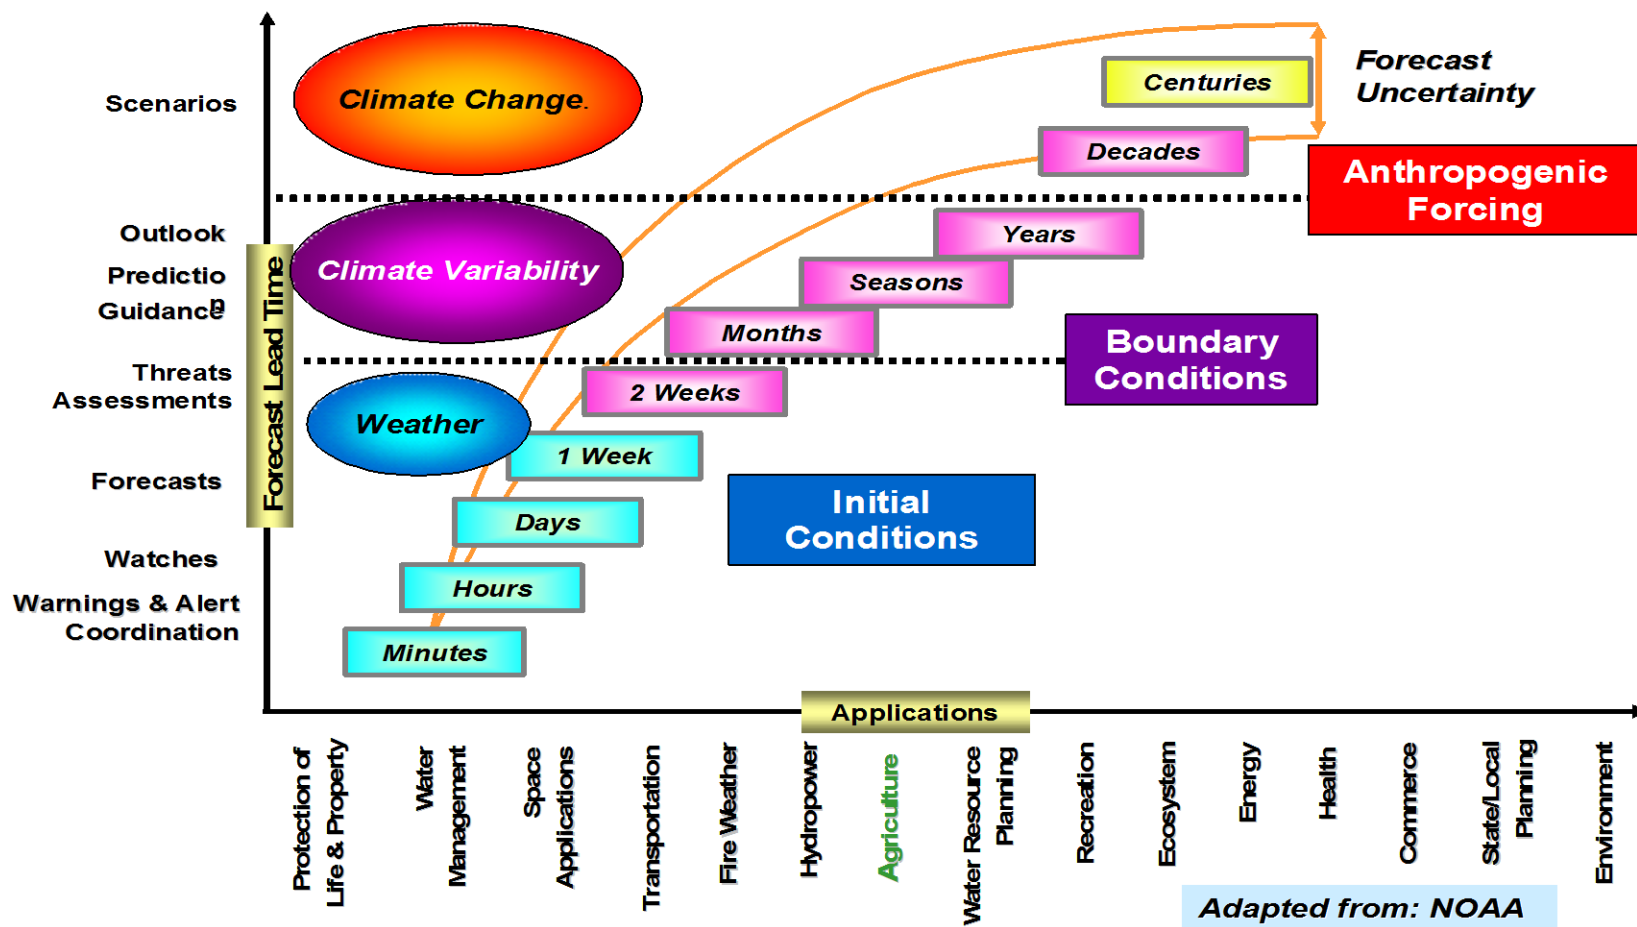 Scenarios
Outlook
Predictio
n
Guidance
Threats
Assessments
Forecasts
Watches
Warnings & Alert
Coordination
Forecast Lead Time
Climate Change.
Climate Variability
Weather
Centuries
Decades
Years
Seasons
Months
2 Weeks
1 Week
Days
Hours
Minutes
Forecast
Uncertainty
Anthropogenic
Forcing
Boundary
Conditions
Initial
Conditions
Applications
Protection of
Life & Property
Water
Management
Space
Applications
Transportation
Fire Weather
Hydropower
Agriculture
Water Resource
Planning
Recreation
Ecosystem
Energy
Health
Commerce
State/Local
Planning
Environment
Adapted from: NOAA